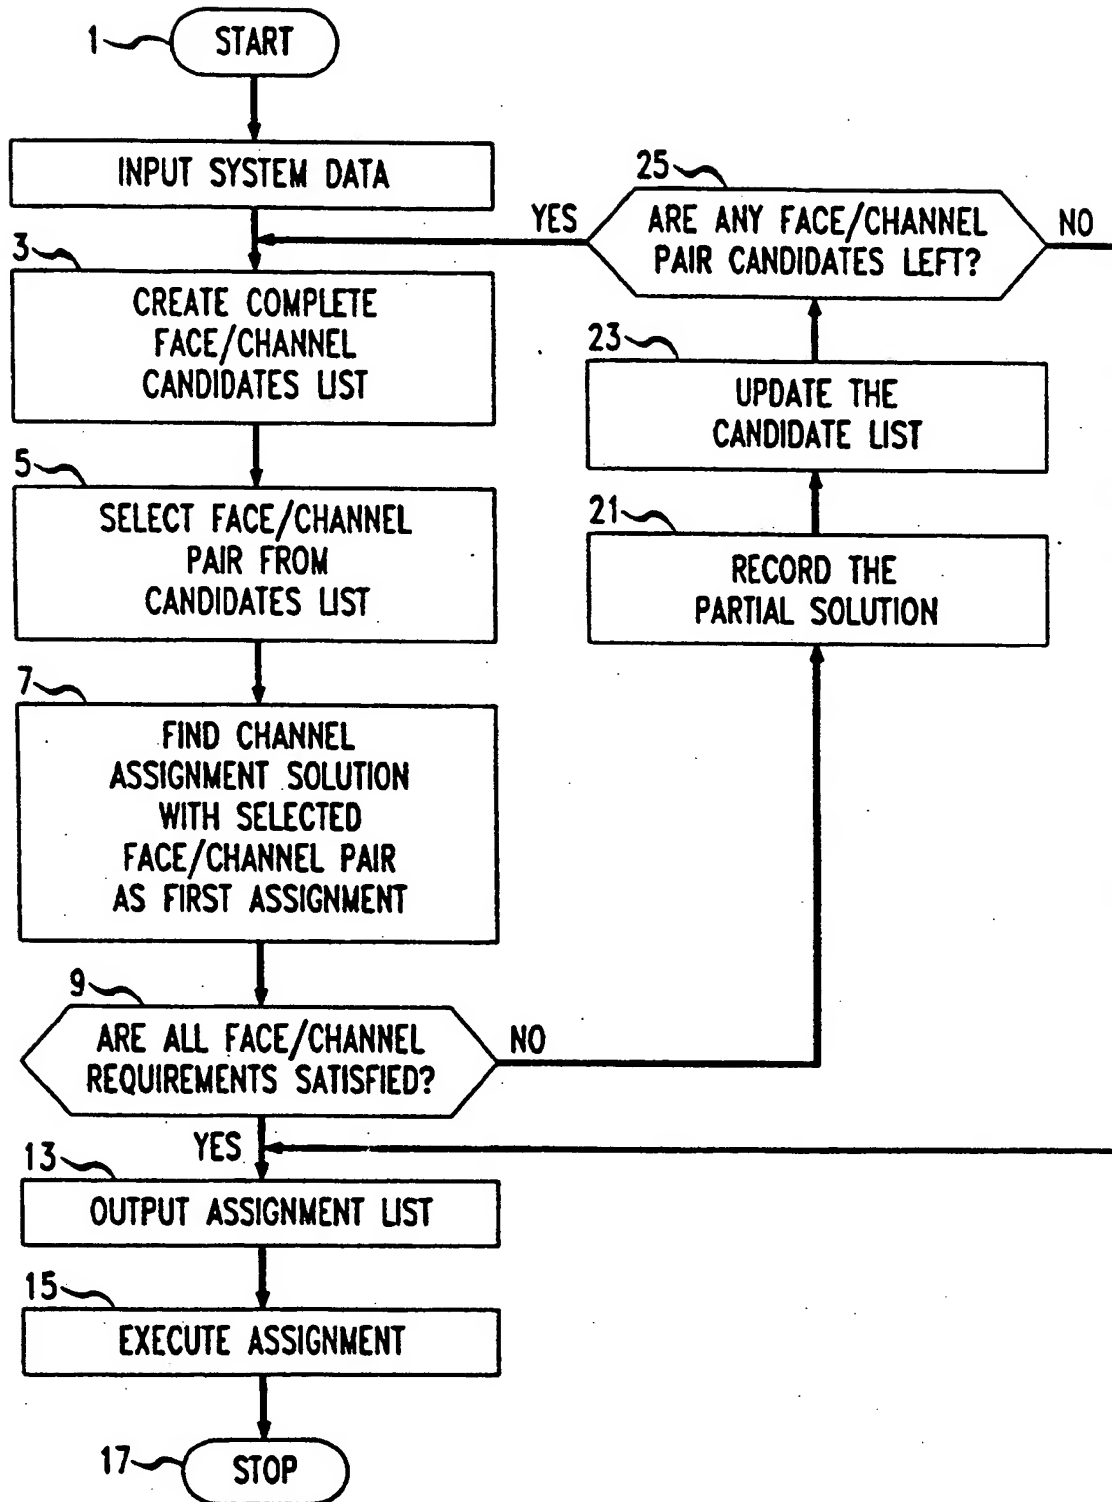 1
START
INPUT SYSTEM DATA
3
CREATE COMPLETE
FACE/CHANNEL
CANDIDATES LIST
5
SELECT FACE/CHANNEL
PAIR FROM
CANDIDATES LIST
7
FIND CHANNEL
ASSIGNMENT SOLUTION
WITH SELECTED
FACE/CHANNEL PAIR
AS FIRST ASSIGNMENT
9
ARE ALL FACE/CHANNEL
REQUIREMENTS SATISFIED?
NO
YES
13
OUTPUT ASSIGNMENT LIST
15
EXECUTE ASSIGNMENT
17
STOP
25
ARE ANY FACE/CHANNEL
PAIR CANDIDATES LEFT?
YES
NO
23
UPDATE THE
CANDIDATE LIST
21
RECORD THE
PARTIAL SOLUTION